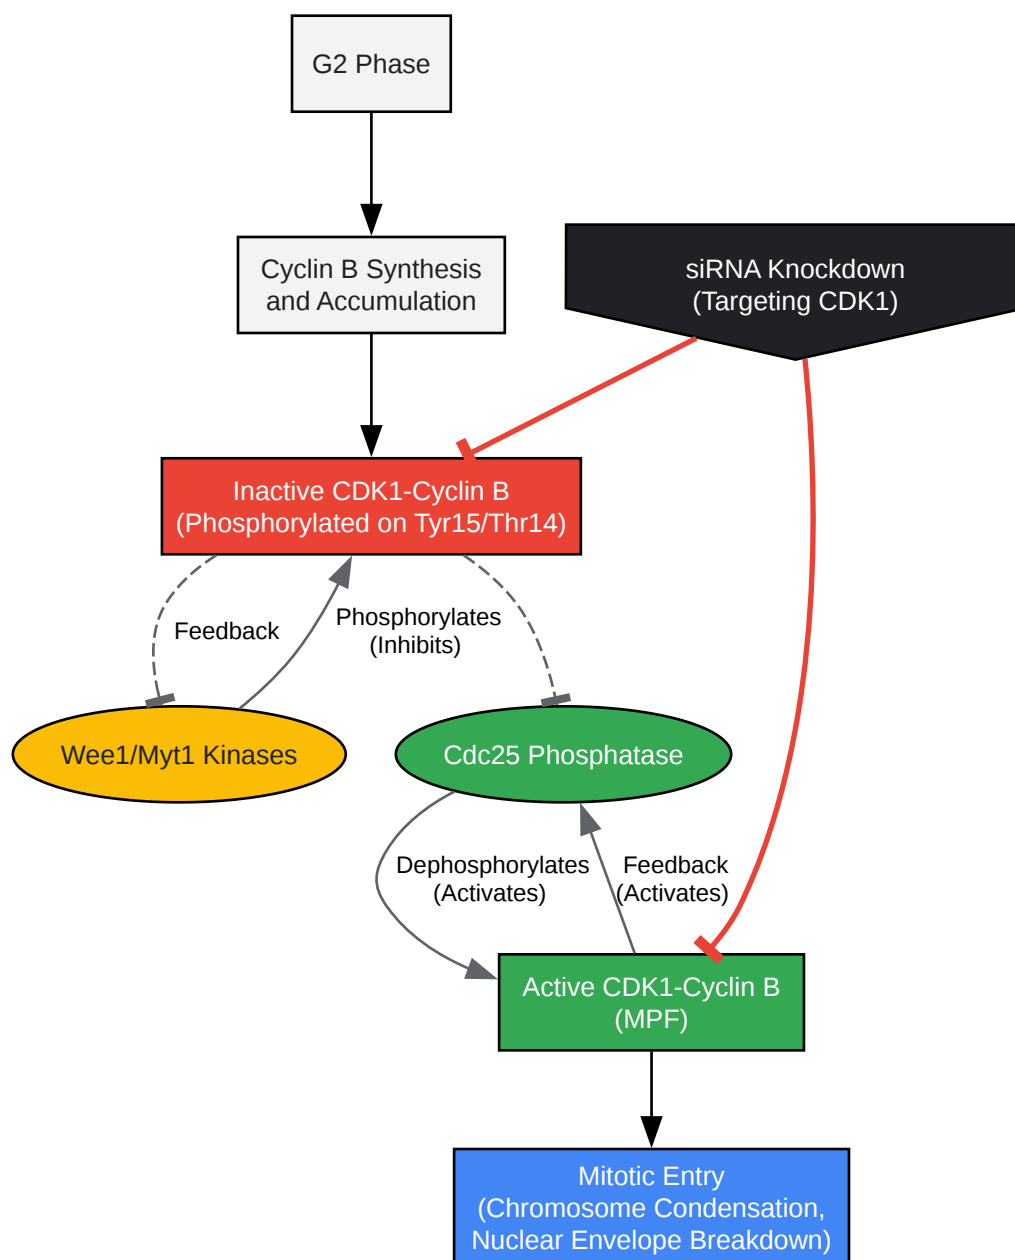 G2 Phase
Cyclin B Synthesis
and Accumulation
siRNA Knockdown
(Targeting CDK1)
Inactive CDK1-Cyclin B
(Phosphorylated on Tyr15/Thr14)
Feedback
Phosphorylates
(Inhibits)
Wee1/Myt1 Kinases
Cdc25 Phosphatase
Dephosphorylates
(Activates)
Feedback
(Activates)
Active CDK1-Cyclin B
(MPF)
Mitotic Entry
(Chromosome Condensation,
Nuclear Envelope Breakdown)